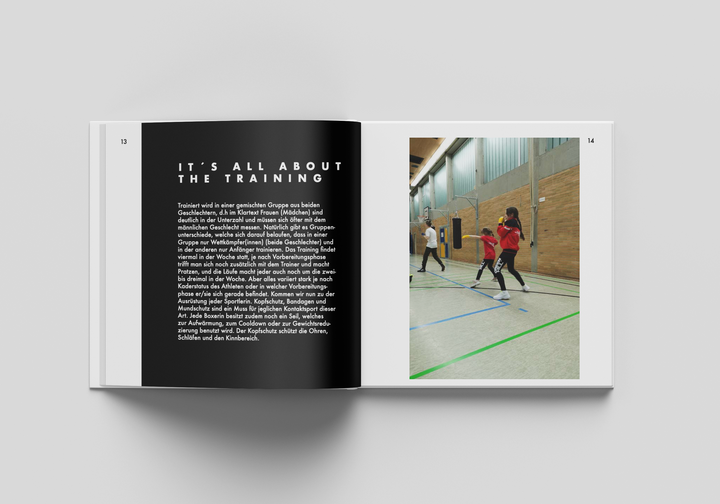 13
IT´S ALL ABOUT
THE TRAINING
Trainiert wird in einer gemischten Gruppe aus beiden
Geschlechtern, d.h im Klartext Frauen (Mädchen) sind
deutlich in der Unterzahl und müssen sich öfter mit dem
männlichen Geschlecht messen. Natürlich gibt es Gruppen-
unterschiede, welche sich darauf belaufen, dass in einer
Gruppe nur Wettkämpfer(innen) (beide Geschlechter) und
in der anderen nur Anfänger trainieren. Das Training findet
viermal in der Woche statt, je nach Vorbereitungsphase
trifft man sich noch zusätzlich mit dem Trainer und macht
Pratzen, und die Läufe macht jeder auch noch um die zwei-
bis dreimal in der Woche. Aber alles variiert stark je nach
Kaderstatus des Athleten oder in welcher Vorbereitungs-
phase er/sie sich gerade befindet. Kommen wir nun zu der
Ausrüstung jeder Sportlerin. Kopfschutz, Bandagen und
Mundschutz sind ein Muss für jeglichen Kontaktsport dieser
Art. Jede Boxerin besitzt zudem noch ein Seil, welches
zur Aufwärmung, zum Cooldown oder zur Gewichtsredu-
zierung benutzt wird. Der Kopfschutz schützt die Ohren,
Schläfen und den Kinnbereich.
14